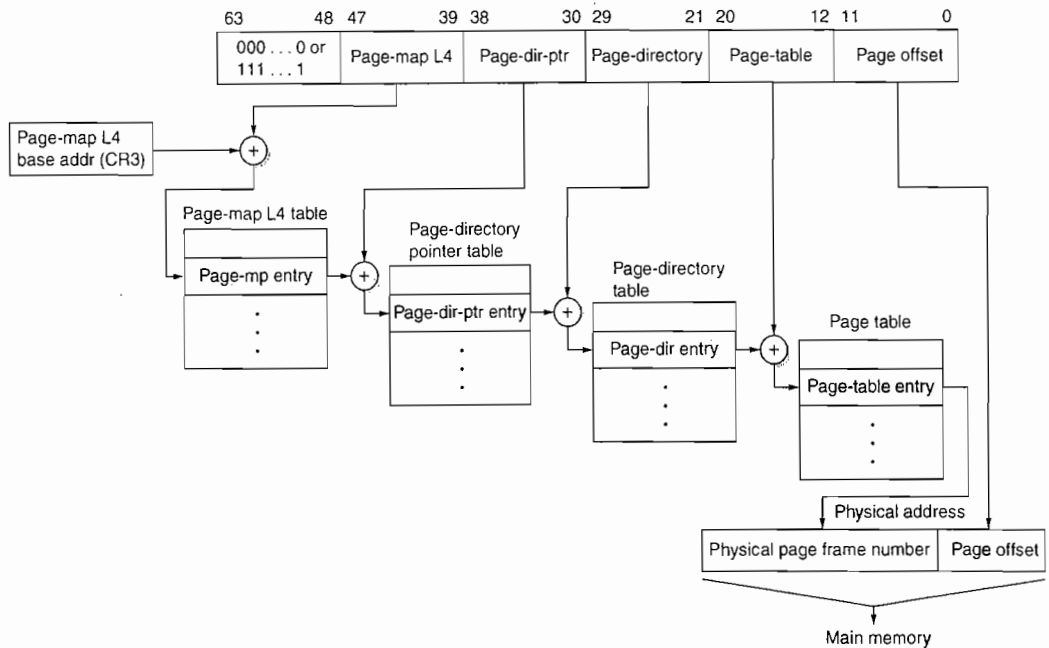 63 48 47 39 38 30 29 21 20 12 11 0
000 . . . 0 or
111 . . . 1
Page-map L4
Page-dir-ptr
Page-directory
Page-table
Page offset
Page-map L4
base addr (CR3)
+
Page-map L4 table
Page-mp entry
+
Page-directory
pointer table
Page-dir-ptr entry
+
Page-directory
table
Page-dir entry
+
Page table
Page-table entry
Physical address
Physical page frame number
Page offset
Main memory